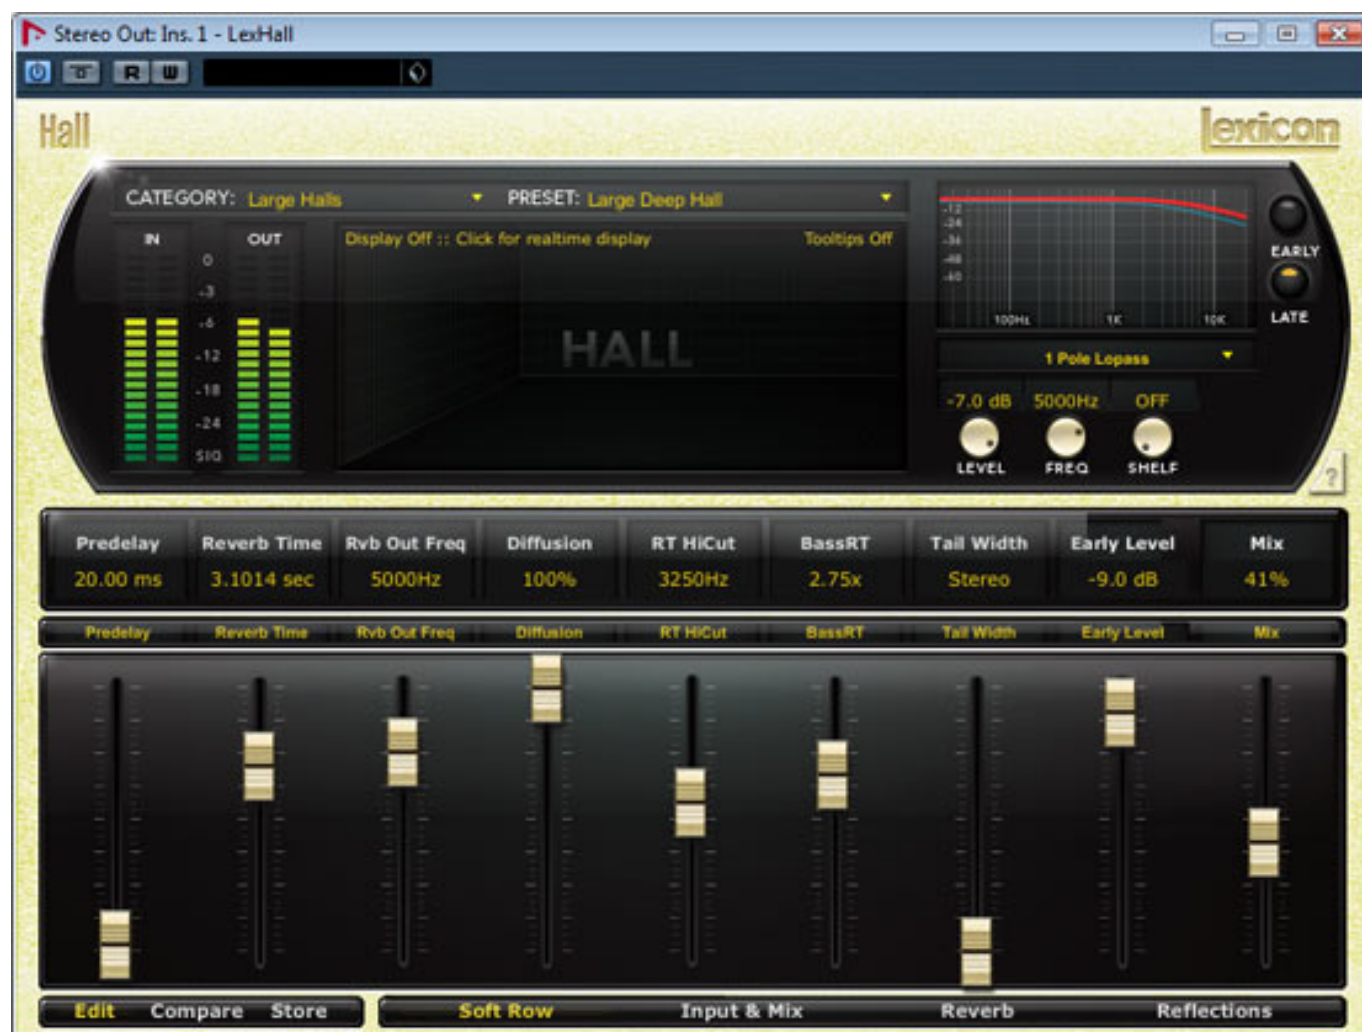 Stereo Out: Ins. 1 - LexHall
R W
Hall
lexicon
CATEGORY: Large Halls PRESET: Large Deep Hall
IN OUT
Display Off :: Click for realtime display Tooltips Off
0
-3
-6
-12
-18
-24
SIG
HALL
-12
-24
-36
-48
-60
100Hz 1K 10K
EARLY
LATE
1 Pole Lopass
-7.0 dB 5000Hz OFF
LEVEL FREQ SHELF
?
Predelay Reverb Time Rvb Out Freq Diffusion RT HiCut BassRT Tail Width Early Level Mix
20.00 ms 3.1014 sec 5000Hz 100% 3250Hz 2.75x Stereo -9.0 dB 41%
Predelay Reverb Time Rvb Out Freq Diffusion RT HiCut BassRT Tail Width Early Level Mix
Edit Compare Store Soft Row Input & Mix Reverb Reflections